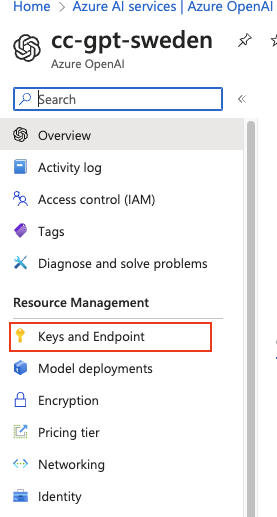 Home > Azure AI services | Azure OpenAI
cc-gpt-sweden
Azure OpenAI
Search
Overview
Activity log
Access control (IAM)
Tags
Diagnose and solve problems
Resource Management
Keys and Endpoint
Model deployments
Encryption
Pricing tier
Networking
Identity